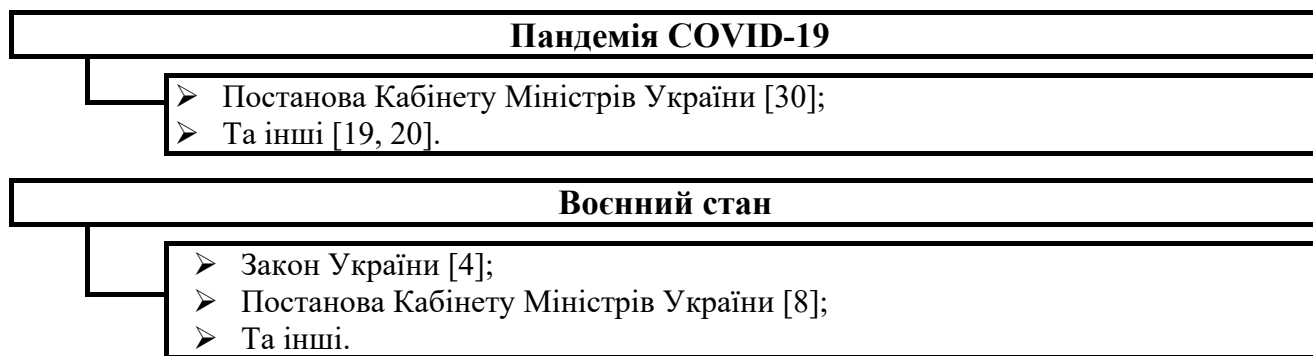 Пандемія COVID-19
➢ Постанова Кабінету Міністрів України [30];
➢ Та інші [19, 20].
Воєнний стан
➢ Закон України [4];
➢ Постанова Кабінету Міністрів України [8];
➢ Та інші.